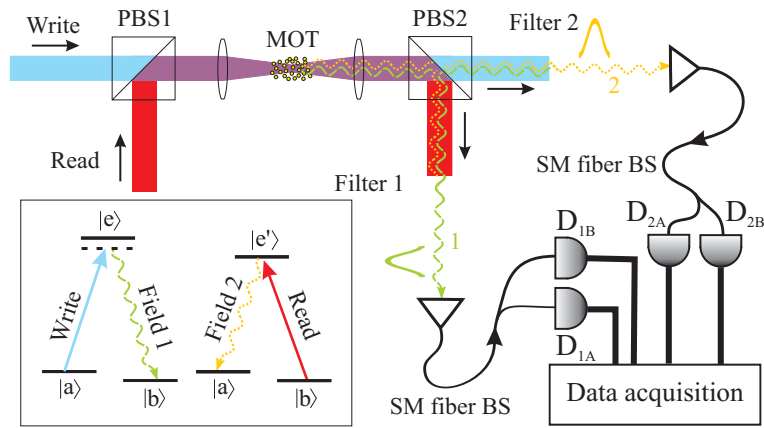 Write
PBS1
MOT
PBS2
Filter 2
2
Read
Filter 1
SM fiber BS
1
D1B
D2A
D2B
D1A
SM fiber BS
Data acquisition
|e⟩
|e'⟩
Write
Field 1
Field 2
Read
|a⟩
|b⟩
|a⟩
|b⟩